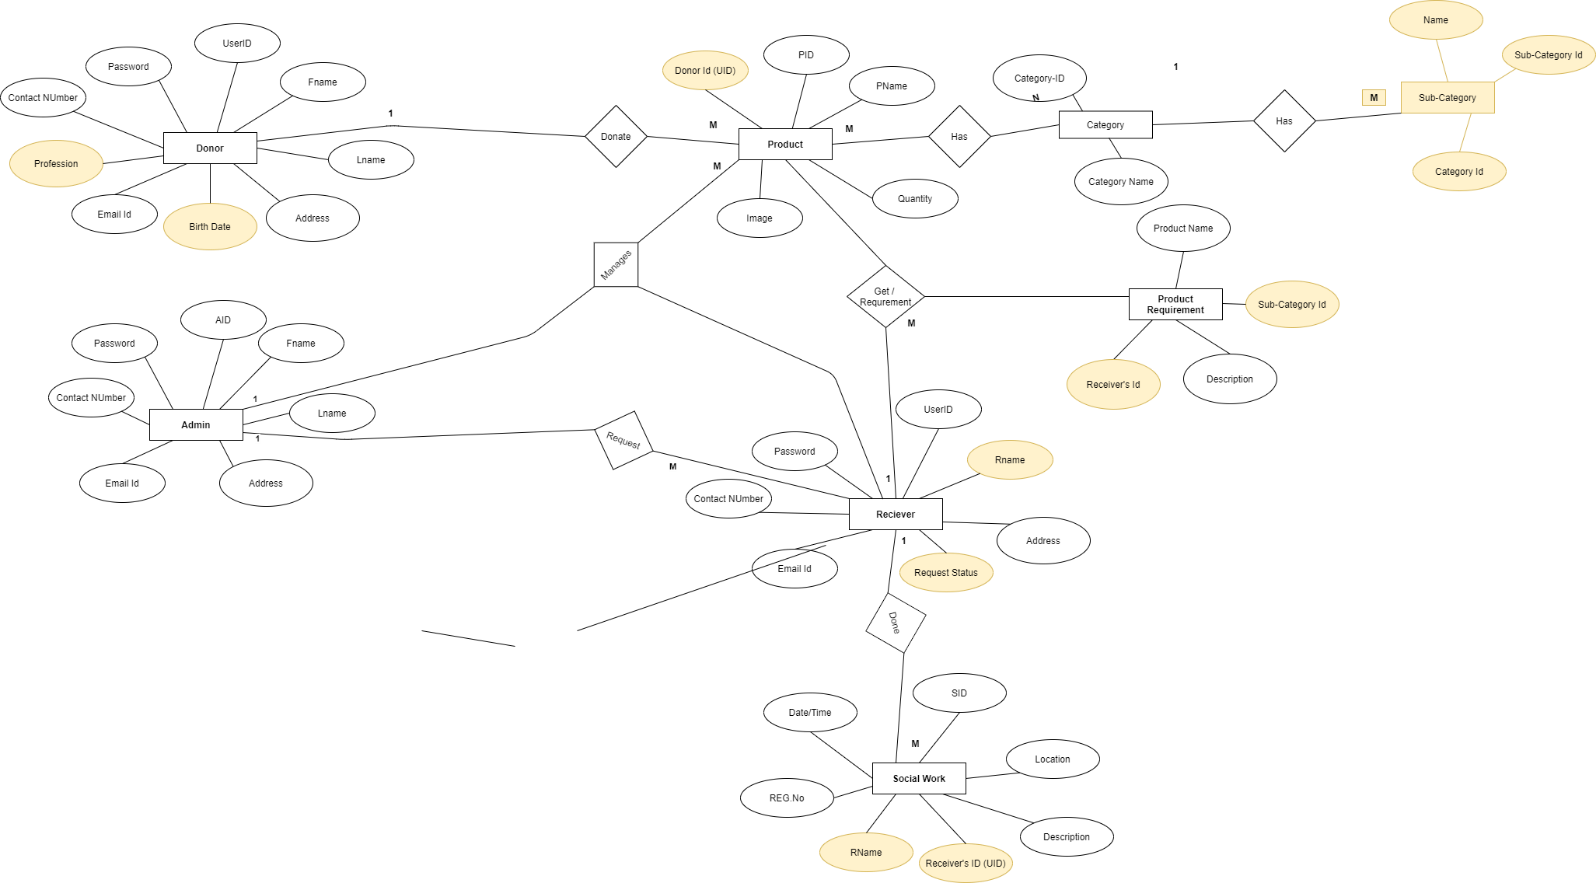 Name
UserID
Sub-Category Id
PID
Password
Donor Id (UID)
1
Category-ID
Fname
PName
Contact NUmber
N
M
Sub-Category
1
M
Category
Has
M
Donate
Has
Product
Donor
Lname
Profession
M
Category Id
Category Name
Quantity
Email Id
Address
Image
Birth Date
Product Name
Manages
Get /
Requrement
Product
Requirement
Sub-Category Id
AID
M
Password
Fname
Description
Receiver's Id
Contact NUmber
1
UserID
Lname
Admin
1
Request
Password
Rname
M
Email Id
Address
1
Contact NUmber
Reciever
1
Address
Email Id
Request Status
Done
SID
Date/Time
M
Location
Social Work
REG.No
Description
RName
Receiver's ID (UID)